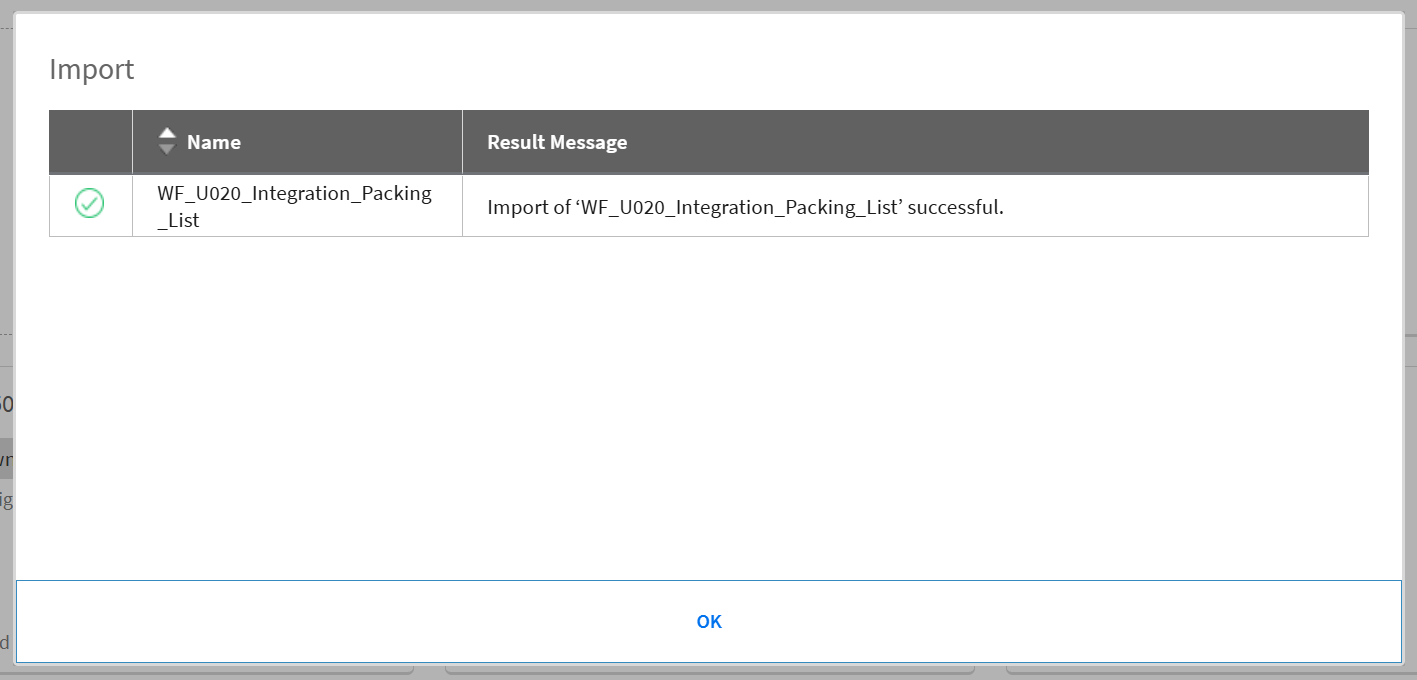 Import
Name
Result Message
WF_U020_Integration_Packing
_List
Import of ‘WF_U020_Integration_Packing_List’ successful.
OK